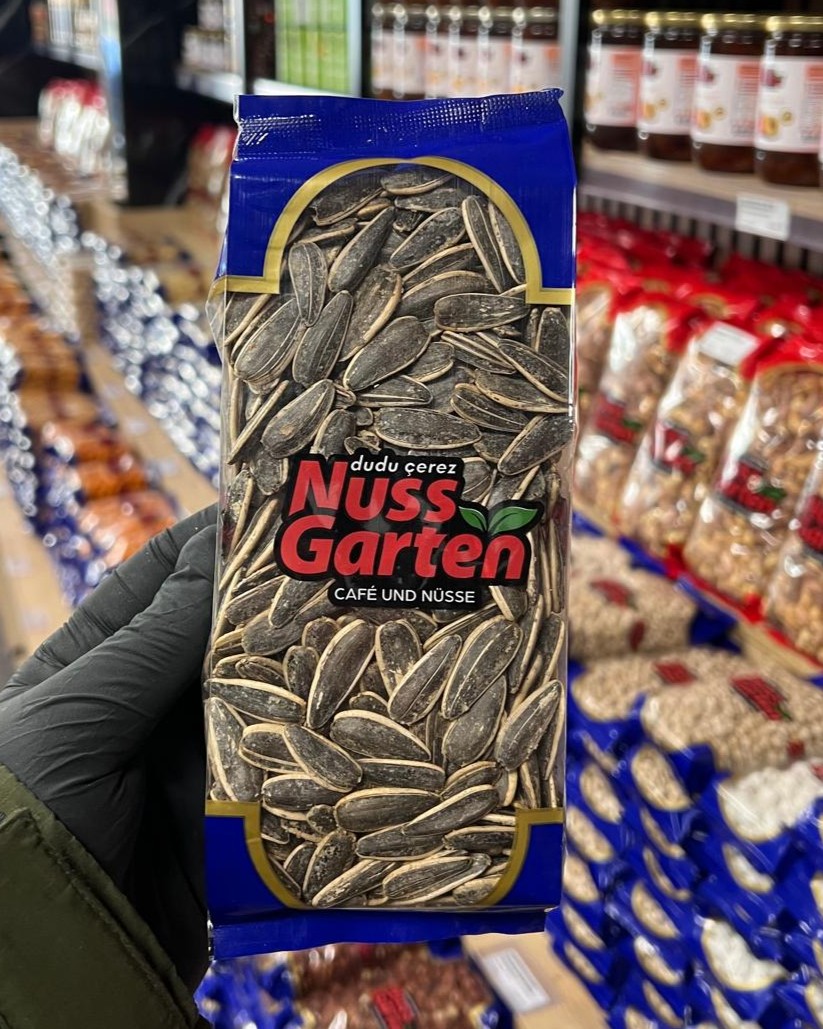 dudu çerez
Nuss
Garten
CAFÉ UND NÜSSE